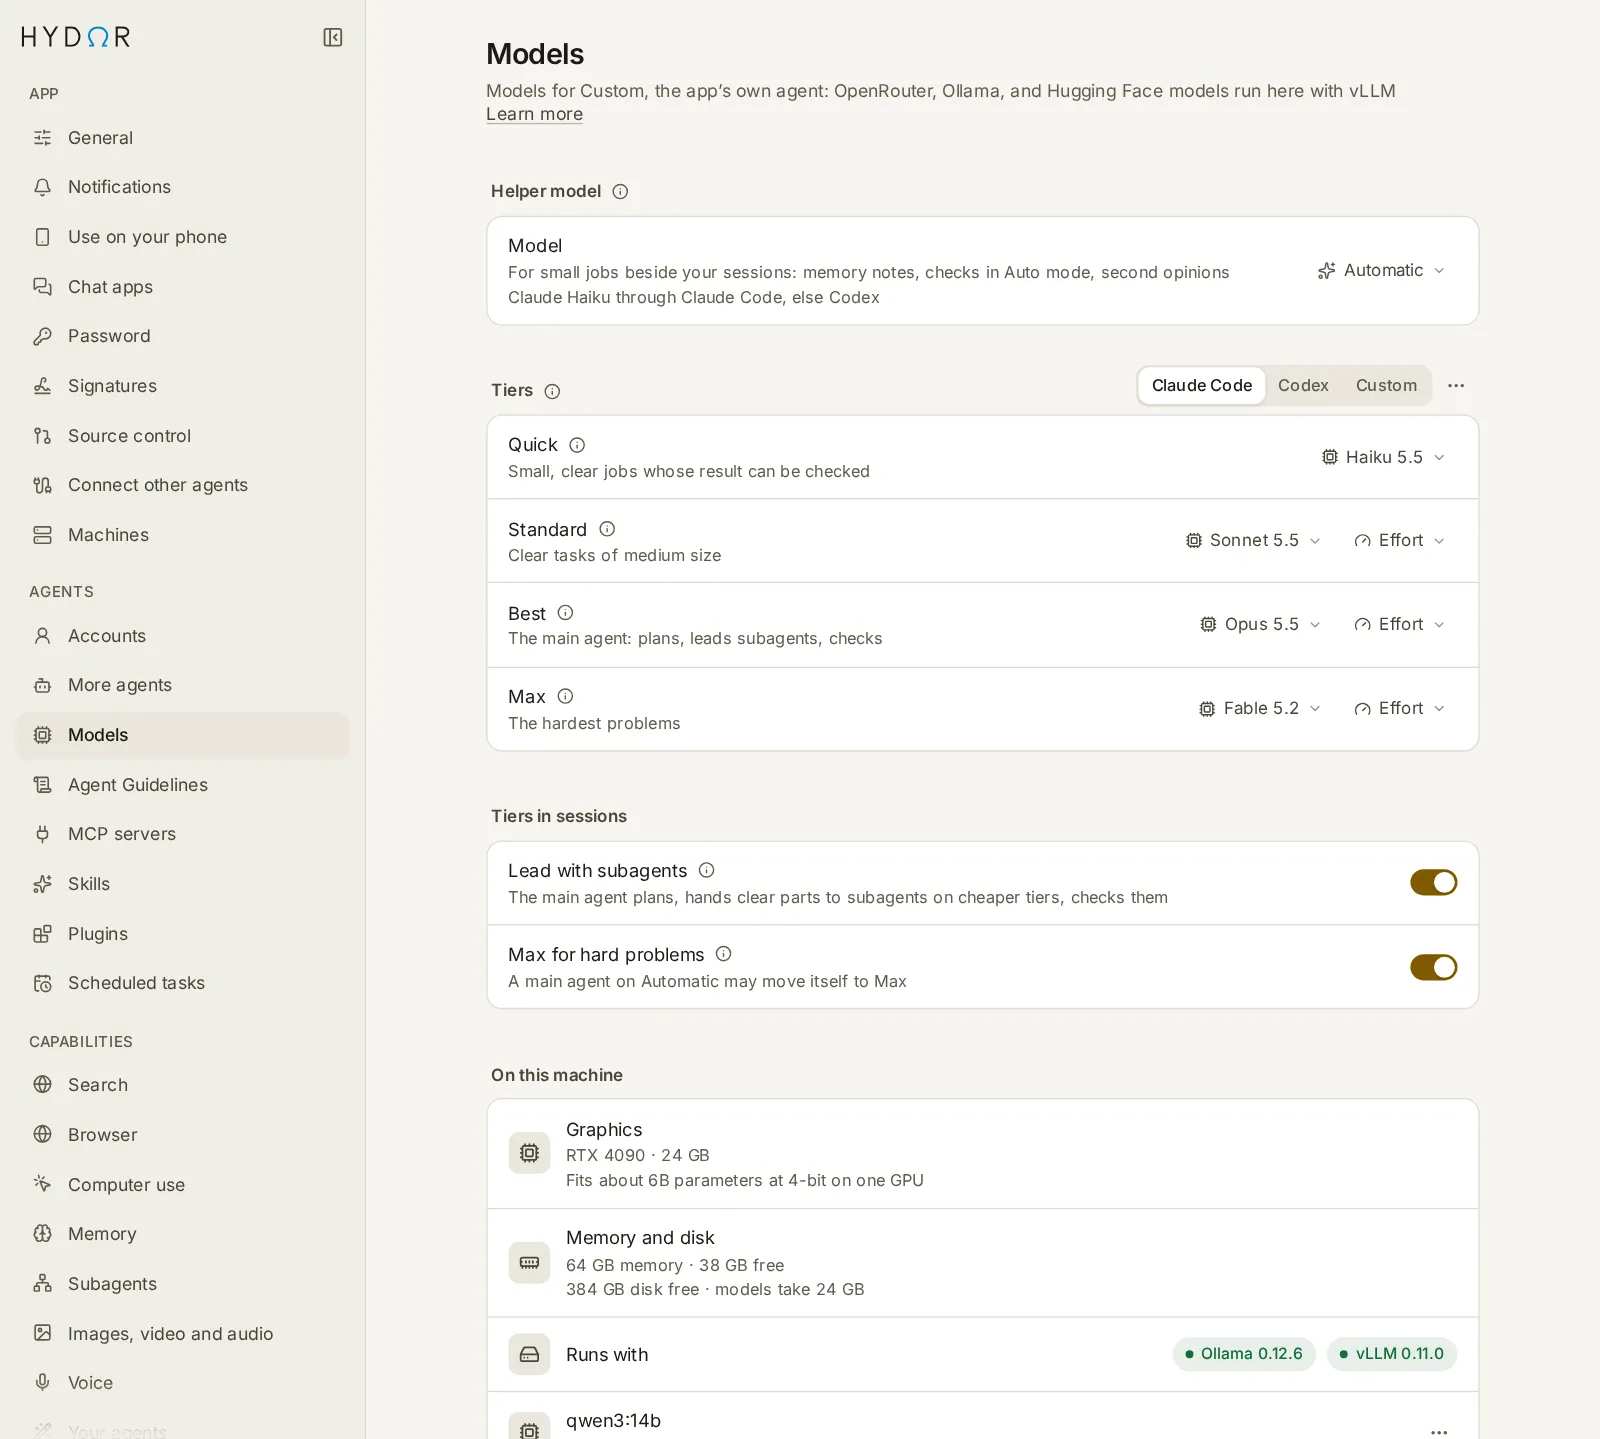 HYDΩR
APP
General
Notifications
Use on your phone
Chat apps
Password
Signatures
Source control
Connect other agents
Machines
AGENTS
Accounts
More agents
Models
Agent Guidelines
MCP servers
Skills
Plugins
Scheduled tasks
CAPABILITIES
Search
Browser
Computer use
Memory
Subagents
Images, video and audio
Voice
Your agents
Models
Models for Custom, the app’s own agent: OpenRouter, Ollama, and Hugging Face models run here with vLLM
Learn more
Helper model
Model
For small jobs beside your sessions: memory notes, checks in Auto mode, second opinions
Claude Haiku through Claude Code, else Codex
Automatic
Tiers
Claude Code Codex Custom
Quick
Small, clear jobs whose result can be checked
Haiku 5.5
Standard
Clear tasks of medium size
Sonnet 5.5 Effort
Best
The main agent: plans, leads subagents, checks
Opus 5.5 Effort
Max
The hardest problems
Fable 5.2 Effort
Tiers in sessions
Lead with subagents
The main agent plans, hands clear parts to subagents on cheaper tiers, checks them
Max for hard problems
A main agent on Automatic may move itself to Max
On this machine
Graphics
RTX 4090 · 24 GB
Fits about 6B parameters at 4-bit on one GPU
Memory and disk
64 GB memory · 38 GB free
384 GB disk free · models take 24 GB
Runs with
Ollama 0.12.6 vLLM 0.11.0
qwen3:14b